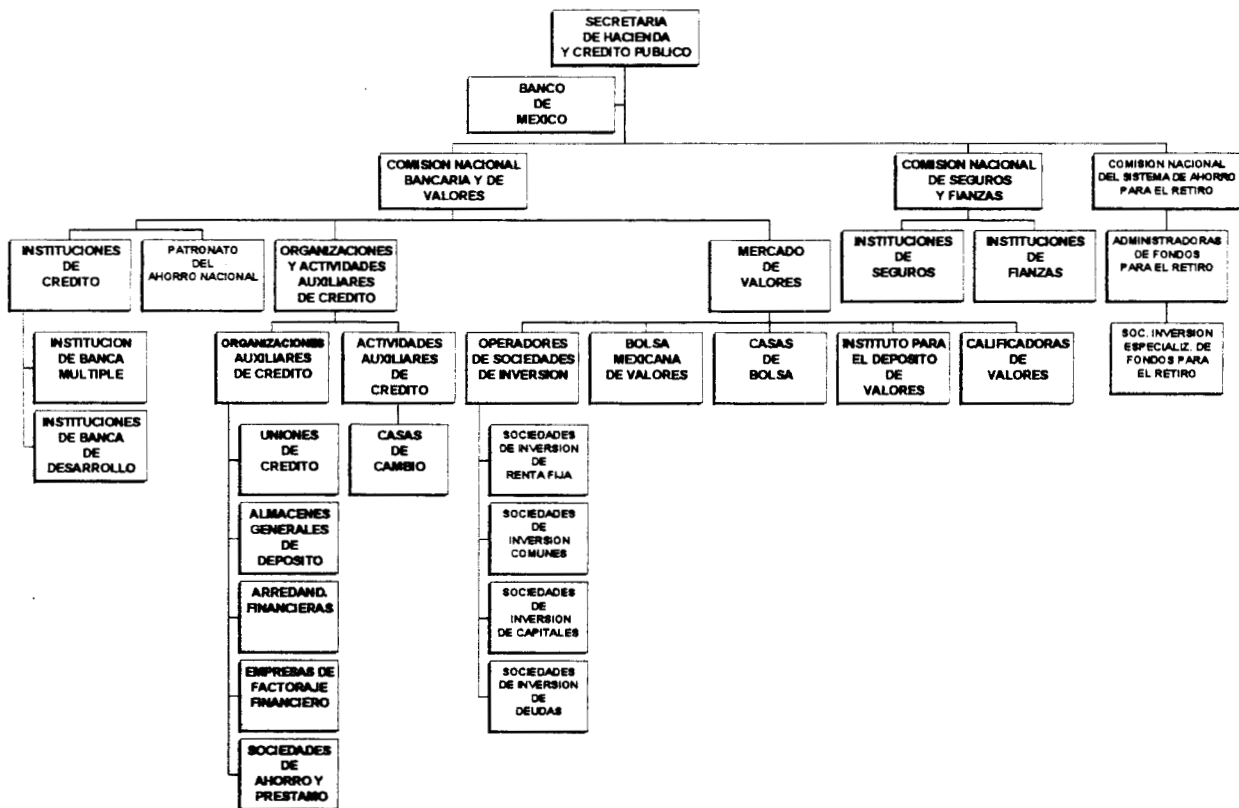 SECRETARIA
DE HACIENDA
Y CREDITO PUBLICO
BANCO
DE
MEXICO
COMISION NACIONAL
BANCARIA Y DE
VALORES
COMISION NACIONAL
DE SEGUROS
Y FIANZAS
COMISION NACIONAL
DEL SISTEMA DE AHORRO
PARA EL RETIRO
INSTITUCIONES
DE
CREDITO
PATRONATO
DEL
AHORRO NACIONAL
ORGANIZACIONES
Y ACTIVIDADES
AUXILIARES
DE CREDITO
MERCADO
DE
VALORES
INSTITUCIONES
DE
SEGUROS
INSTITUCIONES
DE
FIANZAS
ADMINISTRADORAS
DE FONDOS
PARA EL RETIRO
INSTITUCION
DE BANCA
MULTIPLE
INSTITUCIONES
DE BANCA
DE
DESARROLLO
ORGANIZACIONES
AUXILIARES
DE CREDITO
ACTIVIDADES
AUXILIARES
DE
CREDITO
OPERADORES
DE SOCIEDADES
DE INVERSION
BOLSA
MEXICANA
DE VALORES
CASAS
DE
BOLSA
INSTITUTO PARA
EL DEPOSITO
DE
VALORES
CALIFICADORAS
DE
VALORES
SOC. INVERSION
ESPECIALIZ. DE
FONDOS PARA
EL RETIRO
UNIONES
DE
CREDITO
CASAS
DE
CAMBIO
SOCIEDADES
DE INVERSION
DE
RENTA FIJA
ALMACENES
GENERALES
DE
DEPOSITO
SOCIEDADES
DE
INVERSION
COMUNES
ARREDAND.
FINANCIERAS
SOCIEDADES
DE
INVERSION
DE CAPITALES
EMPRESAS DE
FACTORAJE
FINANCIERO
SOCIEDADES
DE INVERSION
DE
DEUDAS
SOCIEDADES
DE
AHORRO Y
PRESTAMO